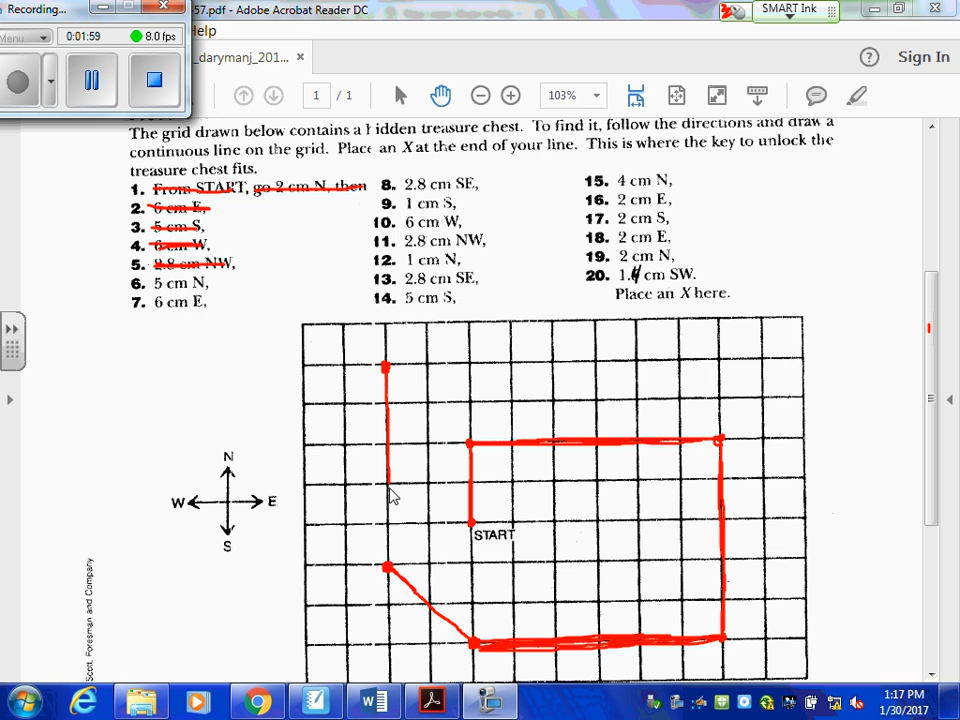 Recording...
57.pdf - Adobe Acrobat Reader DC
SMART Ink
Menu
0:01:59
8.0 fps
Help
_darymanj_201...
Sign In
1 / 1
103%
The grid drawn below contains a hidden treasure chest. To find it, follow the directions and draw a
continuous line on the grid. Place an X at the end of your line. This is where the key to unlock the
treasure chest fits.
1. From START, go 2 cm N, then
2. 6 cm E,
3. 5 cm S,
4. 6 cm W,
5. 2.8 cm NW,
6. 5 cm N,
7. 6 cm E,
8. 2.8 cm SE,
9. 1 cm S,
10. 6 cm W,
11. 2.8 cm NW,
12. 1 cm N,
13. 2.8 cm SE,
14. 5 cm S,
15. 4 cm N,
16. 2 cm E,
17. 2 cm S,
18. 2 cm E,
19. 2 cm N,
20. 1.4 cm SW.
Place an X here.
N
W
E
S
START
Scott, Foresman and Company
1:17 PM
1/30/2017